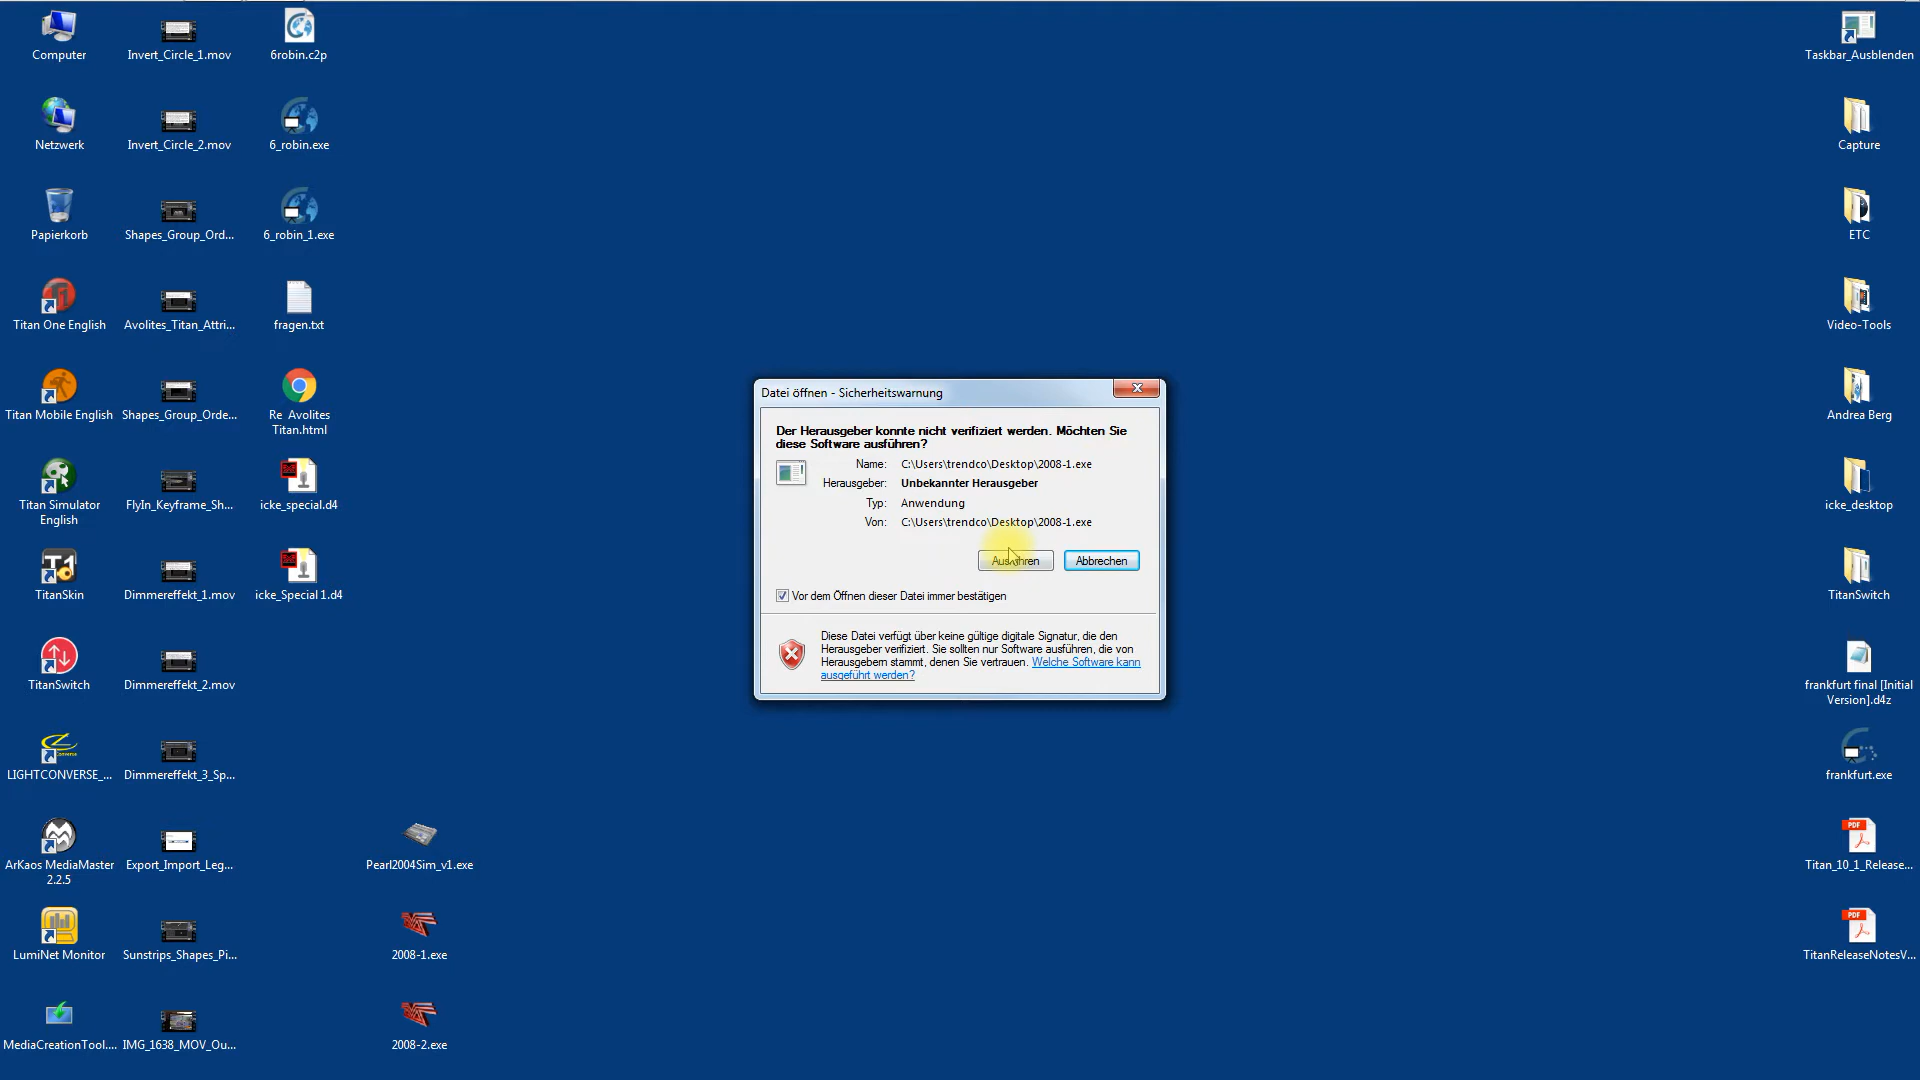 Computer
Invert_Circle_1.mov
6robin.c2p
Taskbar_Ausblenden
Netzwerk
Invert_Circle_2.mov
6_robin.exe
Capture
Papierkorb
Shapes_Group_Ord...
6_robin_1.exe
ETC
Titan One English
Avolites_Titan_Attri...
fragen.txt
Video-Tools
Titan Mobile English
Shapes_Group_Orde...
Re Avolites
Titan.html
Andrea Berg
Titan Simulator
English
FlyIn_Keyframe_Sh...
icke_special.d4
icke_desktop
TitanSkin
Dimmereffekt_1.mov
icke_Special 1.d4
TitanSwitch
TitanSwitch
Dimmereffekt_2.mov
frankfurt final [Initial
Version].d4z
LIGHTCONVERSE_...
Dimmereffekt_3_Sp...
frankfurt.exe
ArKaos MediaMaster
2.2.5
Export_Import_Leg...
Pearl2004Sim_v1.exe
Titan_10_1_Release...
LumiNet Monitor
Sunstrips_Shapes_Pi...
2008-1.exe
TitanReleaseNotesV...
MediaCreationTool....
IMG_1638_MOV_Ou...
2008-2.exe
Datei öffnen - Sicherheitswarnung
Der Herausgeber konnte nicht verifiziert werden. Möchten Sie
diese Software ausführen?
Name: C:\Users\trendco\Desktop\2008-1.exe
Herausgeber: Unbekannter Herausgeber
Typ: Anwendung
Von: C:\Users\trendco\Desktop\2008-1.exe
Ausführen
Abbrechen
Vor dem Öffnen dieser Datei immer bestätigen
Diese Datei verfügt über keine gültige digitale Signatur, die den
Herausgeber verifiziert. Sie sollten nur Software ausführen, die von
Herausgebern stammt, denen Sie vertrauen. Welche Software kann
ausgeführt werden?